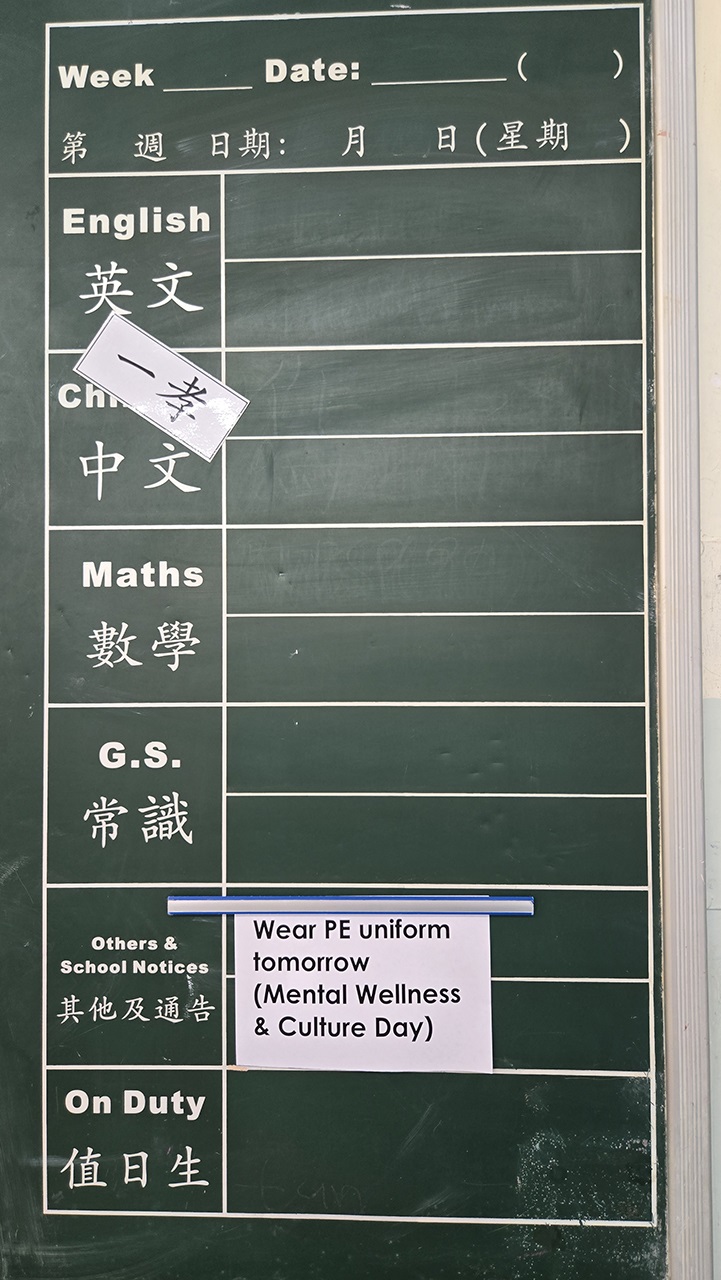 Week ____ Date: ______ (    )
第 週 日期: 月 日(星期 )
English
英文
一孝
Chi
中文
Maths
數學
G.S.
常識
Others &
School Notices
其他及通告
Wear PE uniform
tomorrow
(Mental Wellness
& Culture Day)
On Duty
值日生